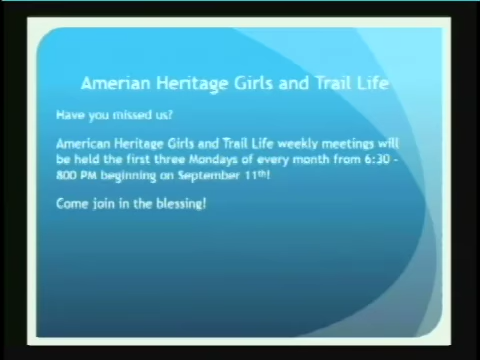 Amerian Heritage Girls and Trail Life
Have you missed us?
American Heritage Girls and Trail Life weekly meetings will
be held the first three Mondays of every month from 6:30 –
800 PM beginning on September 11th!
Come join in the blessing!